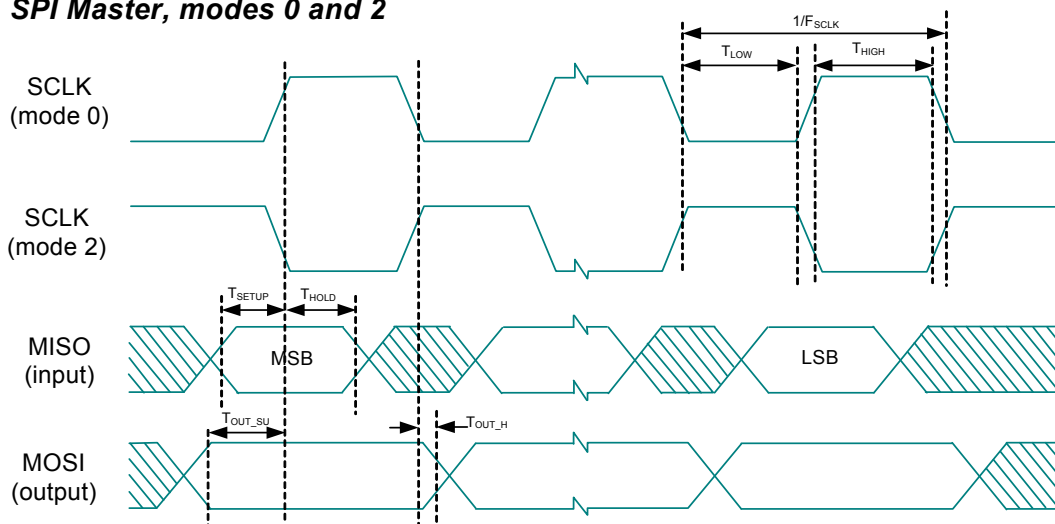 SPI Master, modes 0 and 2
1/FSCLK
TLOW
THIGH
SCLK
(mode 0)
SCLK
(mode 2)
TSETUP
THOLD
MISO
(input)
MSB
LSB
TOUT_SU
TOUT_H
MOSI
(output)